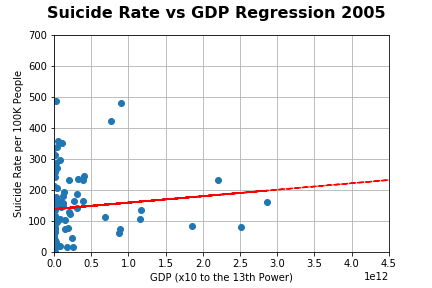 Suicide Rate vs GDP Regression 2005
Suicide Rate per 100K People
700
600
500
400
300
200
100
0
0.0 0.5 1.0 1.5 2.0 2.5 3.0 3.5 4.0 4.5
1e12
GDP (x10 to the 13th Power)